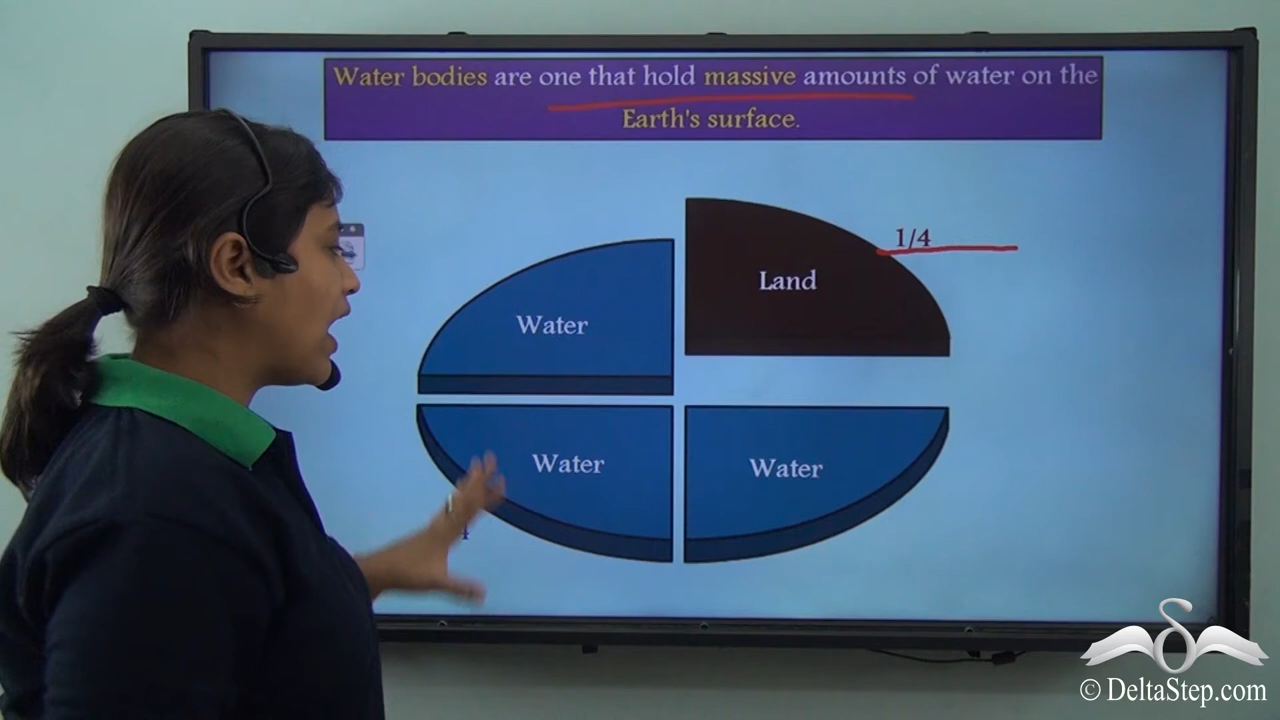 Water bodies are one that hold massive amounts of water on the
Earth's surface.
1/4
Land
Water
Water
Water
© DeltaStep.com